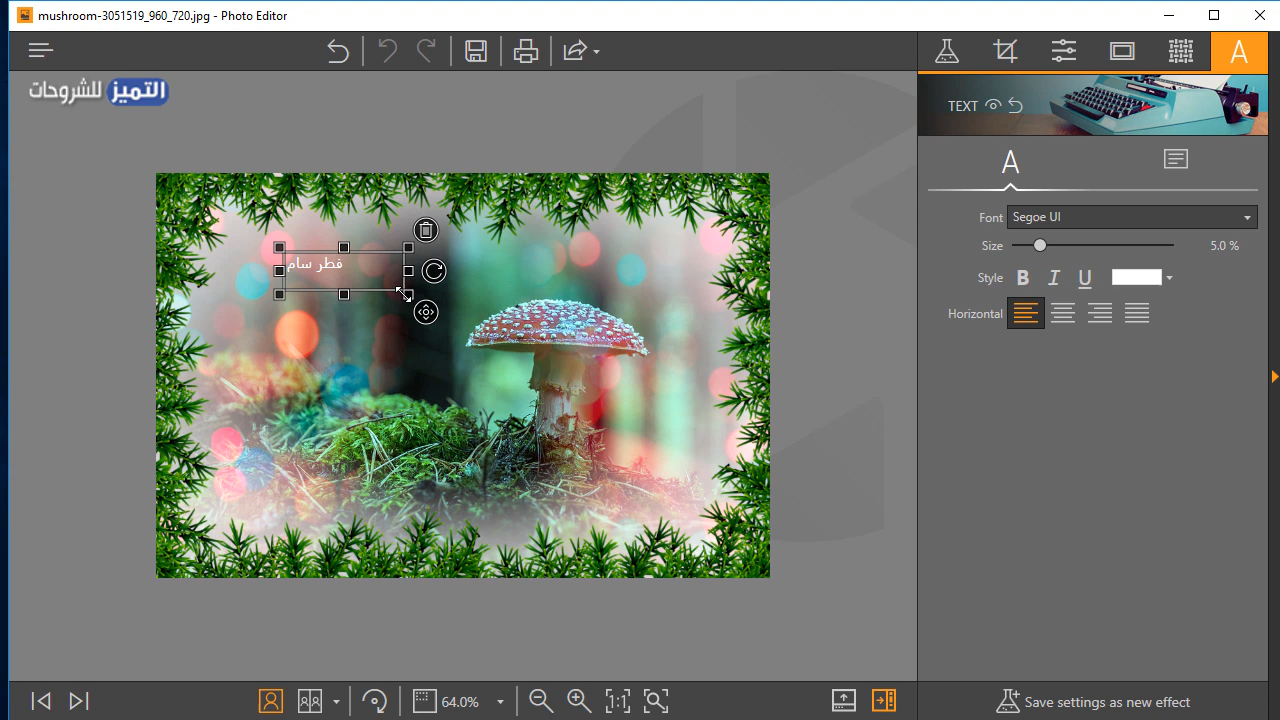 mushroom-3051519_960_720.jpg - Photo Editor
A
التميز للشروحات
TEXT
A
Font Segoe UI
Size 5.0 %
Style B I U
Horizontal
فطر سام
64.0%
1:1
Save settings as new effect